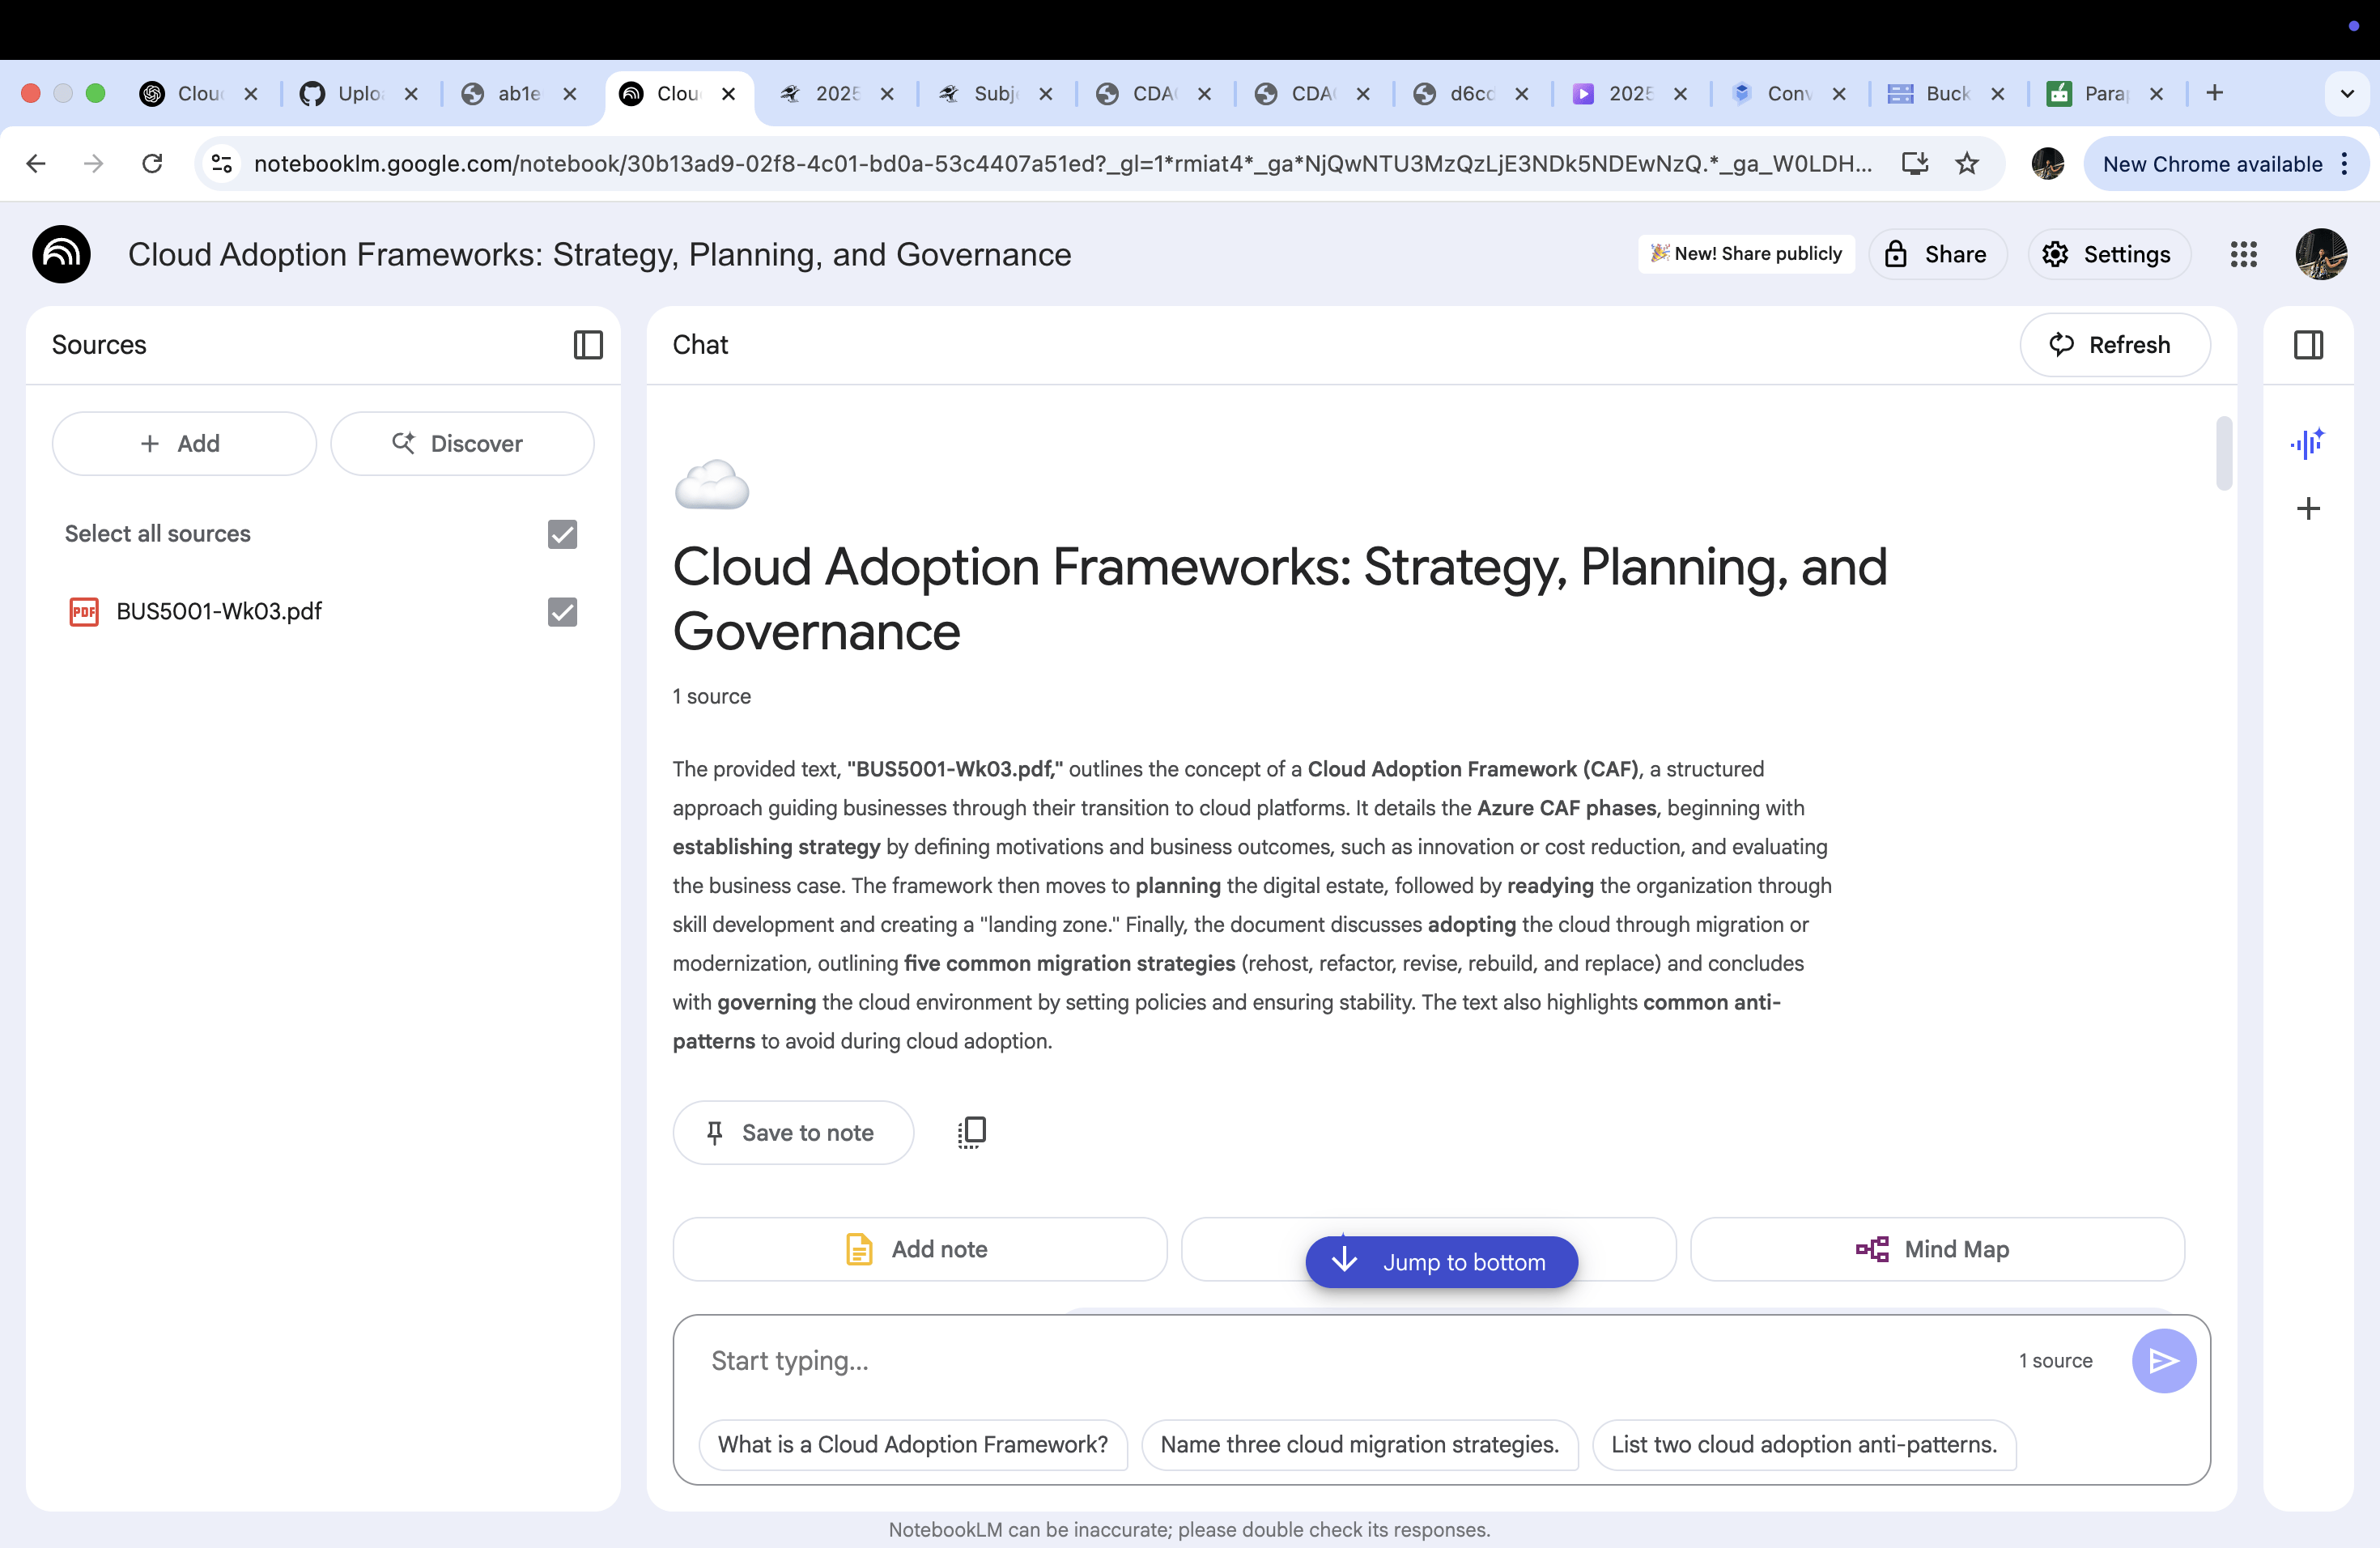 Clou
Uplo
ab1e
Clou
2025
Subj
CDA
CDA
d6cc
2025
Conv
Buck
Para
notebooklm.google.com/notebook/30b13ad9-02f8-4c01-bd0a-53c4407a51ed?_gl=1*rmiat4*_ga*NjQwNTU3MzQzLjE3NDk5NDEwNzQ.*_ga_W0LDH...
New Chrome available
Cloud Adoption Frameworks: Strategy, Planning, and Governance
New! Share publicly
Share
Settings
Sources
Add
Discover
Select all sources
PDF
BUS5001-Wk03.pdf
Chat
Refresh
Cloud Adoption Frameworks: Strategy, Planning, and
Governance
1 source
The provided text, "BUS5001-Wk03.pdf," outlines the concept of a Cloud Adoption Framework (CAF), a structured
approach guiding businesses through their transition to cloud platforms. It details the Azure CAF phases, beginning with
establishing strategy by defining motivations and business outcomes, such as innovation or cost reduction, and evaluating
the business case. The framework then moves to planning the digital estate, followed by readying the organization through
skill development and creating a "landing zone." Finally, the document discusses adopting the cloud through migration or
modernization, outlining five common migration strategies (rehost, refactor, revise, rebuild, and replace) and concludes
with governing the cloud environment by setting policies and ensuring stability. The text also highlights common anti-
patterns to avoid during cloud adoption.
Save to note
Add note
Jump to bottom
Mind Map
Start typing...
1 source
What is a Cloud Adoption Framework?
Name three cloud migration strategies.
List two cloud adoption anti-patterns.
NotebookLM can be inaccurate; please double check its responses.